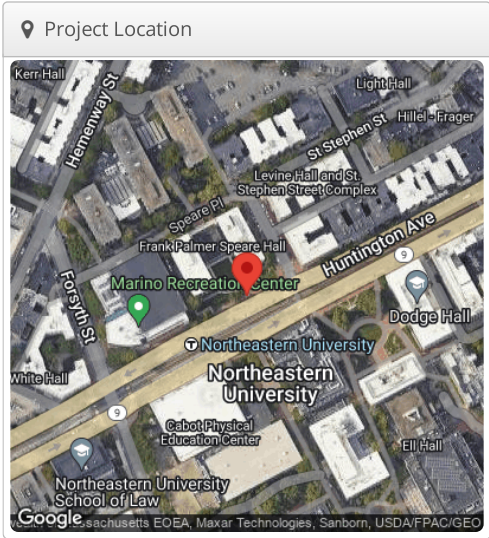 Project Location
Kerr Hall
Hemenway St
Light Hall
St Stephen St
Hillel - Frager
Levine Hall and St.
Stephen Street Complex
Speare Pl
Frank Palmer Speare Hall
Huntington Ave
9
Marino Recreation Center
Forsyth St
Dodge Hall
Northeastern University
White Hall
Northeastern
University
9
Cabot Physical
Education Center
Ell Hall
Northeastern University
School of Law
Google
Massachusetts EOEA, Maxar Technologies, Sanborn, USDA/FPAC/GEO